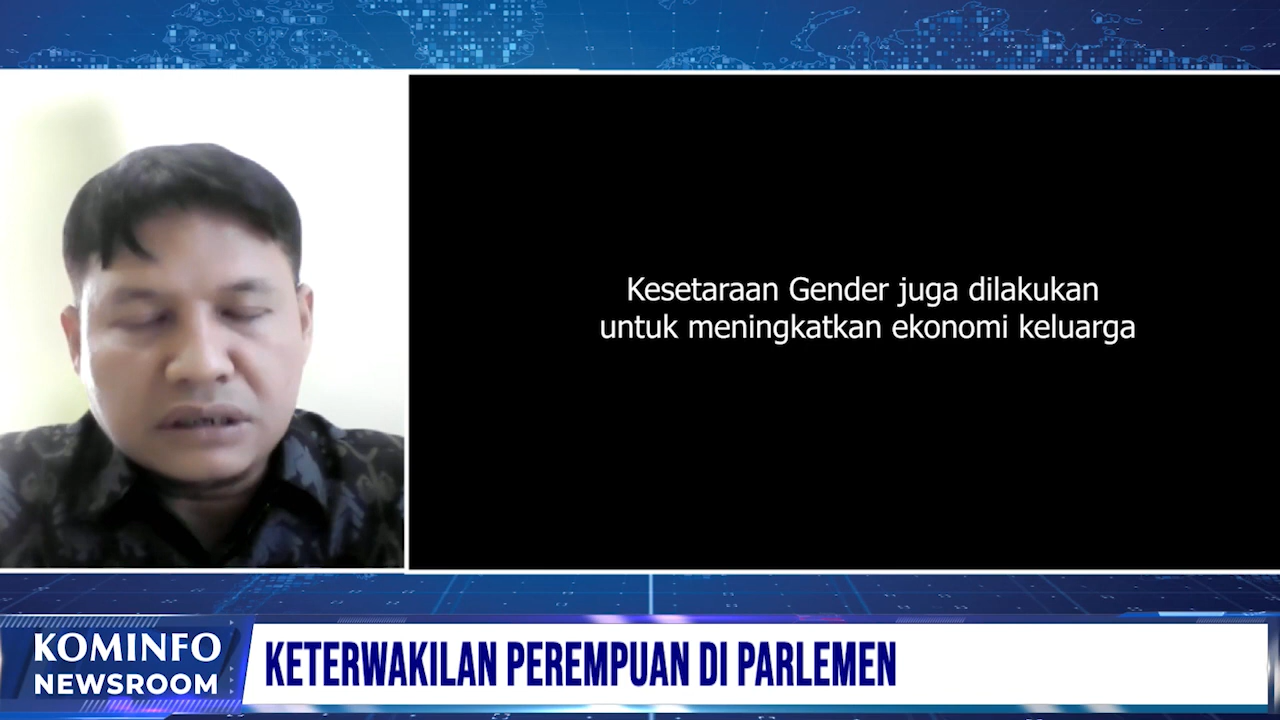 Kesetaraan Gender juga dilakukan
untuk meningkatkan ekonomi keluarga
KOMINFO
NEWSROOM
KETERWAKILAN PEREMPUAN DI PARLEMEN